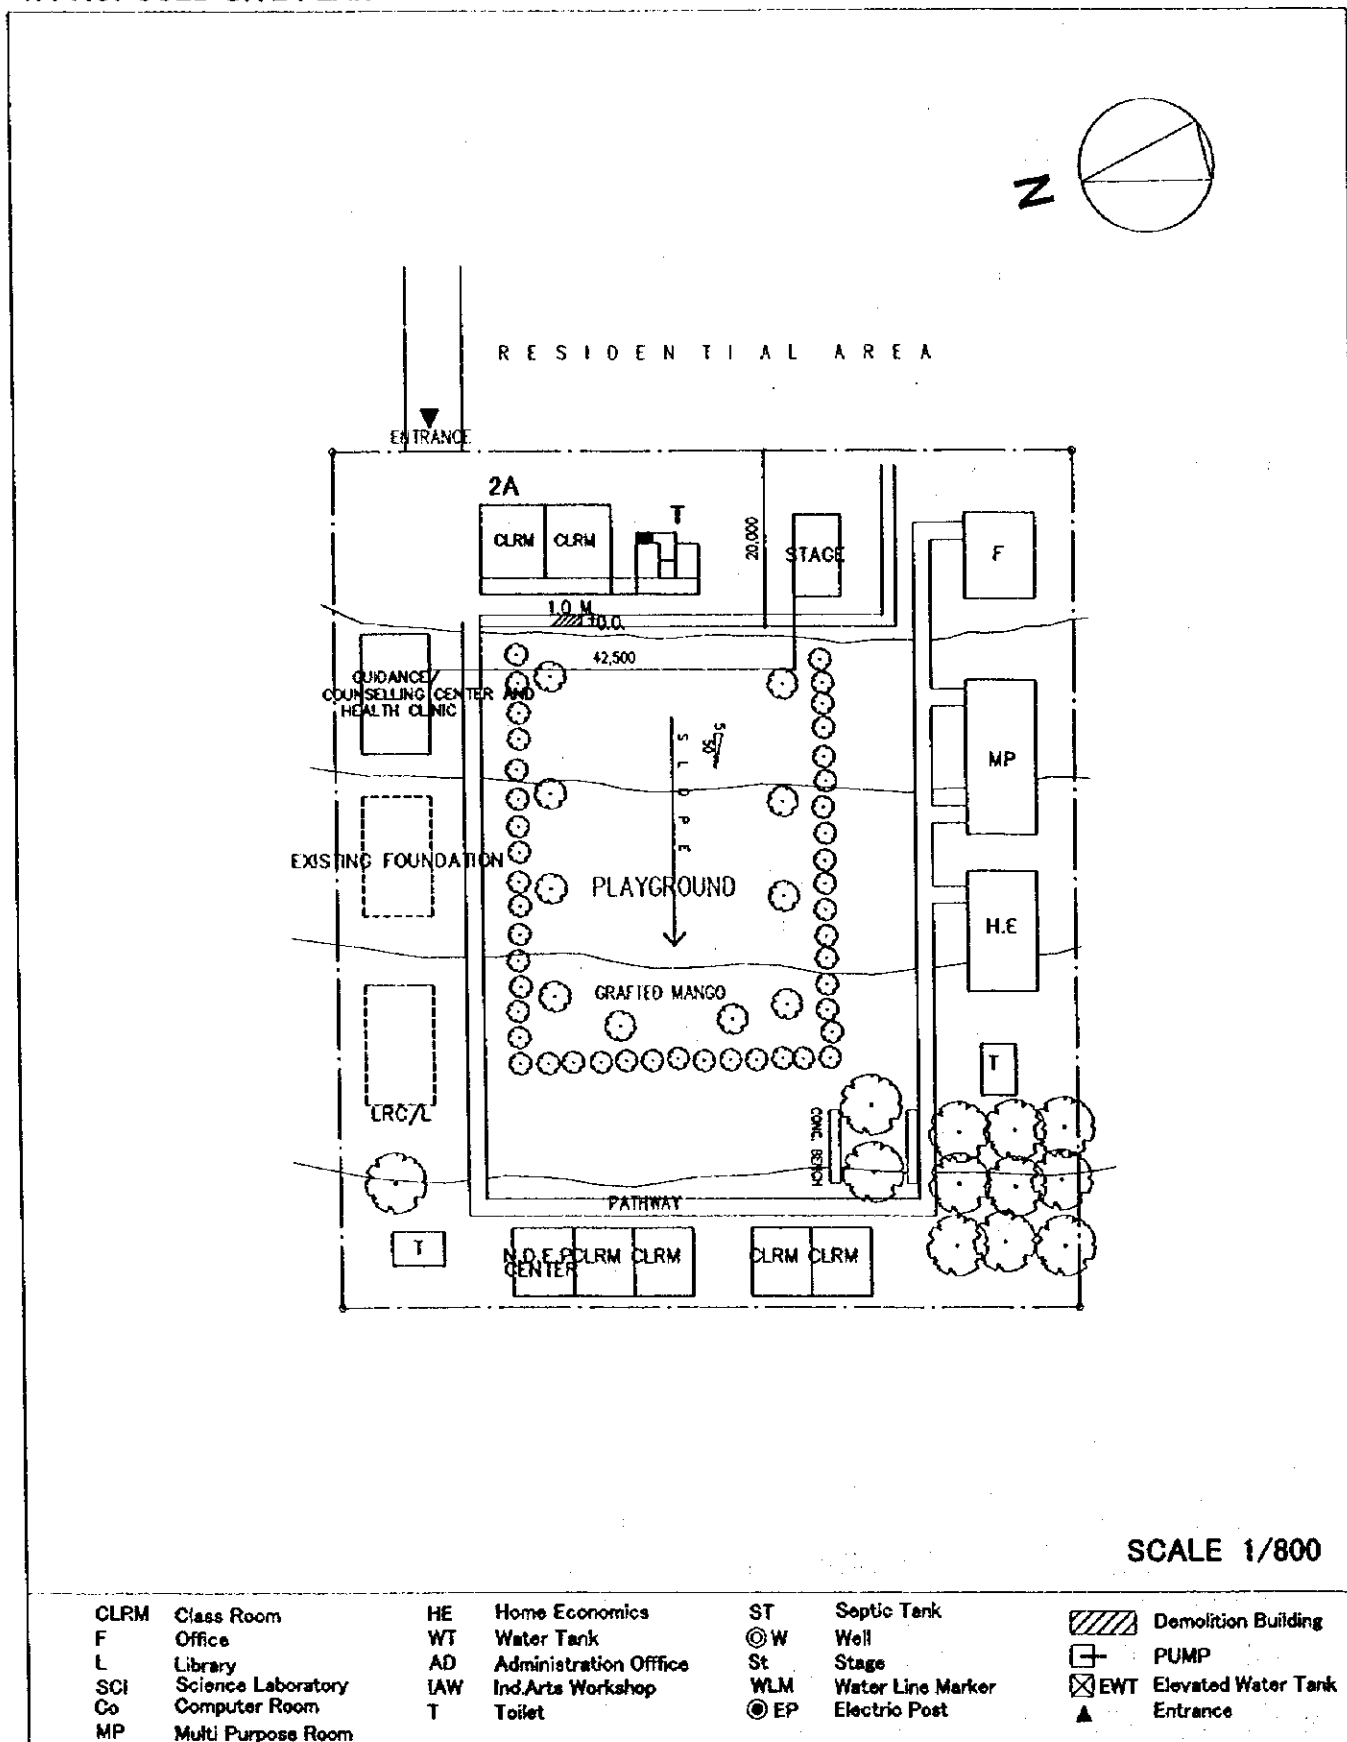 N
RESIDENTIAL AREA
ENTRANCE
2A
T
CLRM CLRM
20,000
STAGE
F
1.0 M.
T0.0.
42,500
GUIDANCE/
COUNSELLING CENTER AND
HEALTH CLINIC
SLOPE
5
50
MP
EXISTING FOUNDATION
PLAYGROUND
H.E
GRAFTED MANGO
T
LRC/L
CONC. BENCH
PATHWAY
T
N.D.E.P
CENTER
CLRM CLRM
CLRM CLRM
SCALE 1/800
CLRM Class Room
F Office
L Library
SCI Science Laboratory
Co Computer Room
MP Multi Purpose Room
HE Home Economics
WT Water Tank
AD Administration Offfice
IAW Ind.Arts Workshop
T Toilet
ST Septic Tank
W Well
St Stage
WLM Water Line Marker
EP Electric Post
Demolition Building
PUMP
EWT Elevated Water Tank
Entrance